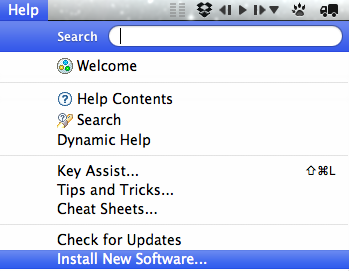 Help
Search
Welcome
Help Contents
Search
Dynamic Help
Key Assist... ⇧⌘L
Tips and Tricks...
Cheat Sheets...
Check for Updates
Install New Software...